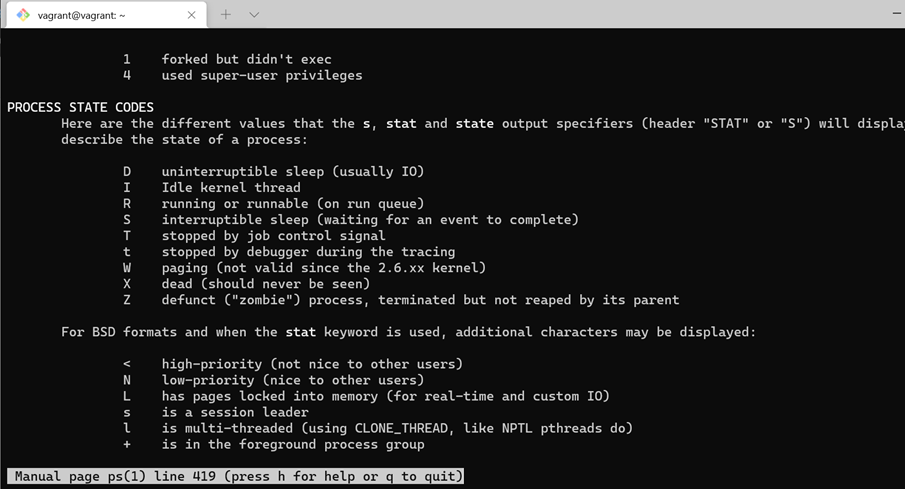 vagrant@vagrant: ~
1 forked but didn't exec
4 used super-user privileges
PROCESS STATE CODES
Here are the different values that the s, stat and state output specifiers (header "STAT" or "S") will displa
describe the state of a process:
D uninterruptible sleep (usually IO)
I Idle kernel thread
R running or runnable (on run queue)
S interruptible sleep (waiting for an event to complete)
T stopped by job control signal
t stopped by debugger during the tracing
W paging (not valid since the 2.6.xx kernel)
X dead (should never be seen)
Z defunct ("zombie") process, terminated but not reaped by its parent
For BSD formats and when the stat keyword is used, additional characters may be displayed:
< high-priority (not nice to other users)
N low-priority (nice to other users)
L has pages locked into memory (for real-time and custom IO)
s is a session leader
l is multi-threaded (using CLONE_THREAD, like NPTL pthreads do)
+ is in the foreground process group
Manual page ps(1) line 419 (press h for help or q to quit)